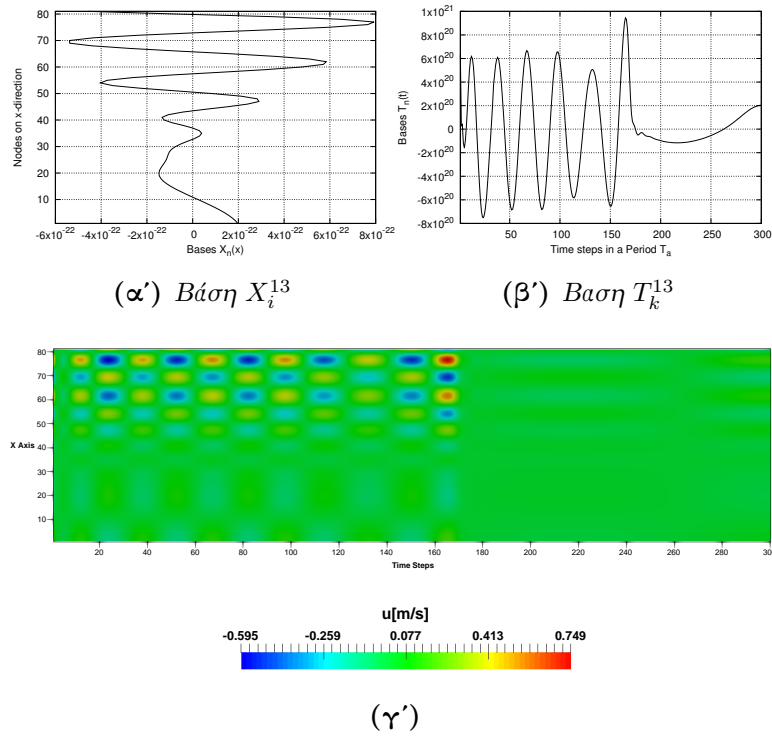 80
70
60
50
40
30
20
10
Nodes on x-direction
-6x10^-22 -4x10^-22 -2x10^-22 0 2x10^-22 4x10^-22 6x10^-22 8x10^-22
Bases X_n(x)
(α') Βάση X_i^13
1x10^21
8x10^20
6x10^20
4x10^20
2x10^20
0
-2x10^20
-4x10^20
-6x10^20
-8x10^20
Bases T_n(t)
50 100 150 200 250 300
Time steps in a Period T_a
(β') Βαση T_k^13
80
70
60
50
X Axis 40
30
20
10
20 40 60 80 100 120 140 160 180 200 220 240 260 280 30
Time Steps
u[m/s]
-0.595 -0.259 0.077 0.413 0.749
(γ')